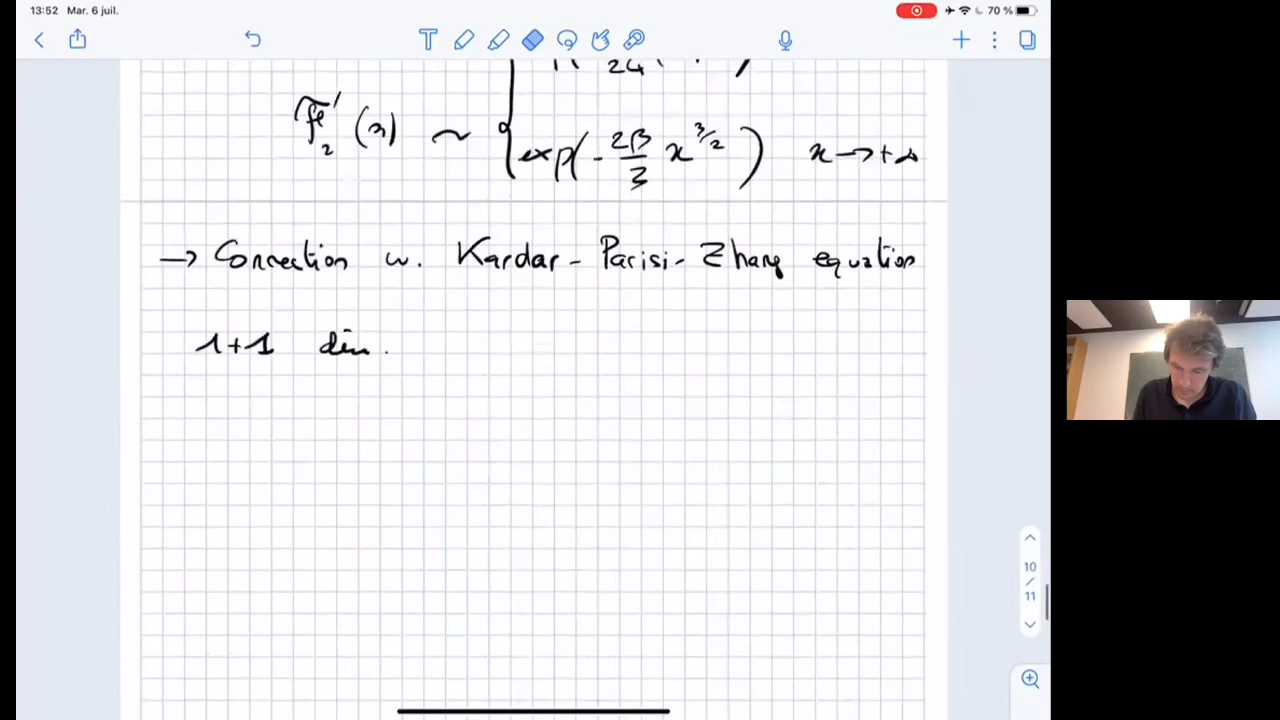 13:52 Mar. 6 juil. 70 %
24
F₂'(x) ~ { exp(-2β/3 x^{3/2}) x → +∞
→ Connection w. Kardar-Parisi-Zhang equation
1+1 dim.
10
/
11